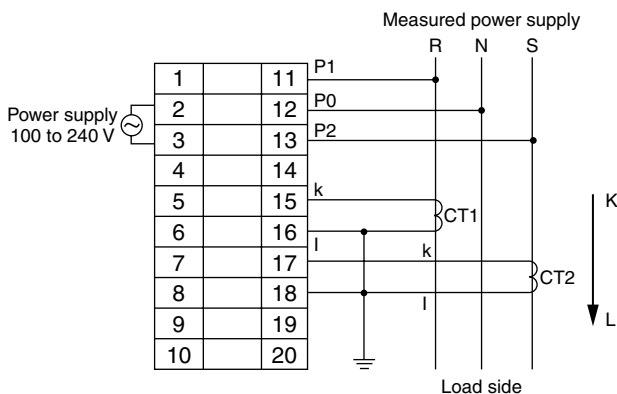 Measured power supply
R N S
1 11 P1
2 12 P0
3 13 P2
Power supply
100 to 240 V
4 14
5 15 k
CT1
6 16 l
7 17 k
CT2
8 18 l
9 19
10 20
K
L
Load side